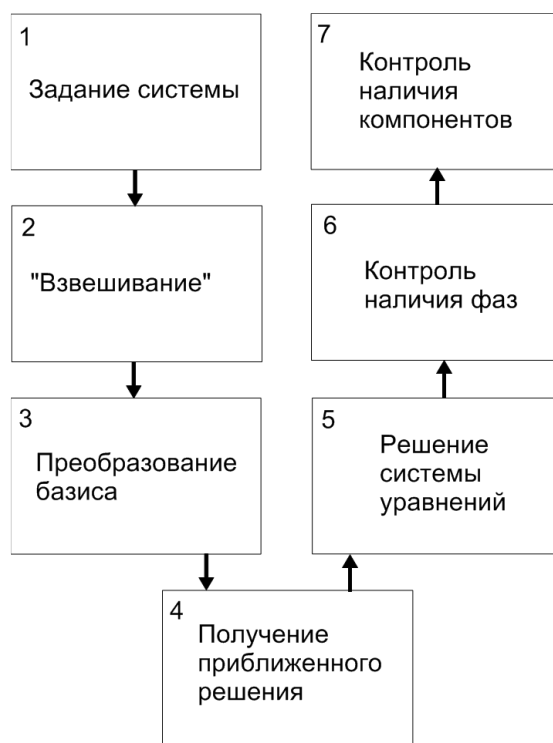 1
Задание системы
2
"Взвешивание"
3
Преобразование
базиса
4
Получение
приближенного
решения
5
Решение
системы
уравнений
6
Контроль
наличия фаз
7
Контроль
наличия
компонентов